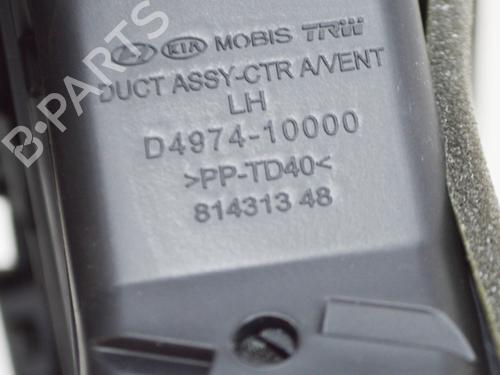 KIA MOBIS TRW
DUCT ASSY-CTR A/VENT
LH
D4974-10000
>PP-TD40<
814313 48
B-PARTS